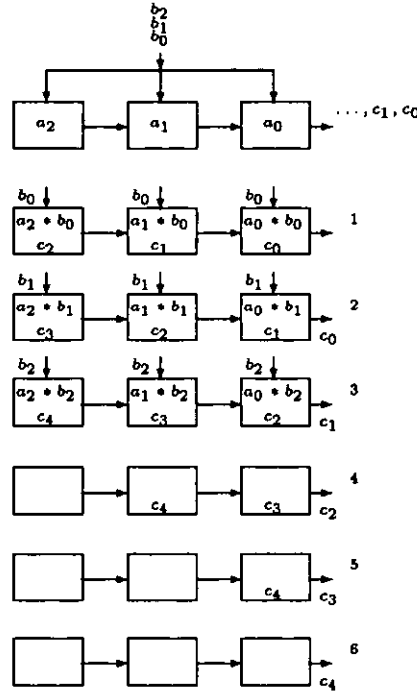 b₂
b₁
b₀
a₂ a₁ a₀ ..., c₁, c₀
b₀ b₀ b₀
a₂ * b₀ a₁ * b₀ a₀ * b₀ 1
c₂ c₁ c₀
b₁ b₁ b₁
a₂ * b₁ a₁ * b₁ a₀ * b₁ 2
c₃ c₂ c₁ c₀
b₂ b₂ b₂
a₂ * b₂ a₁ * b₂ a₀ * b₂ 3
c₄ c₃ c₂ c₁
4
c₄ c₃ c₂
5
c₄ c₃
6
c₄